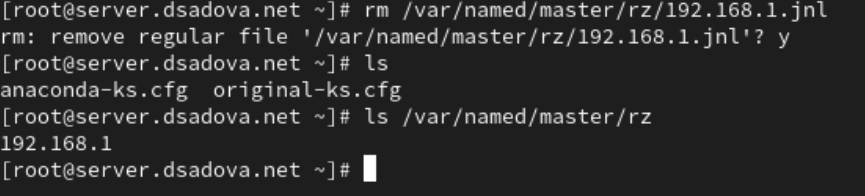 [root@server.dsadova.net ~]# rm /var/named/master/rz/192.168.1.jnl
rm: remove regular file '/var/named/master/rz/192.168.1.jnl'? y
[root@server.dsadova.net ~]# ls
anaconda-ks.cfg  original-ks.cfg
[root@server.dsadova.net ~]# ls /var/named/master/rz
192.168.1
[root@server.dsadova.net ~]#